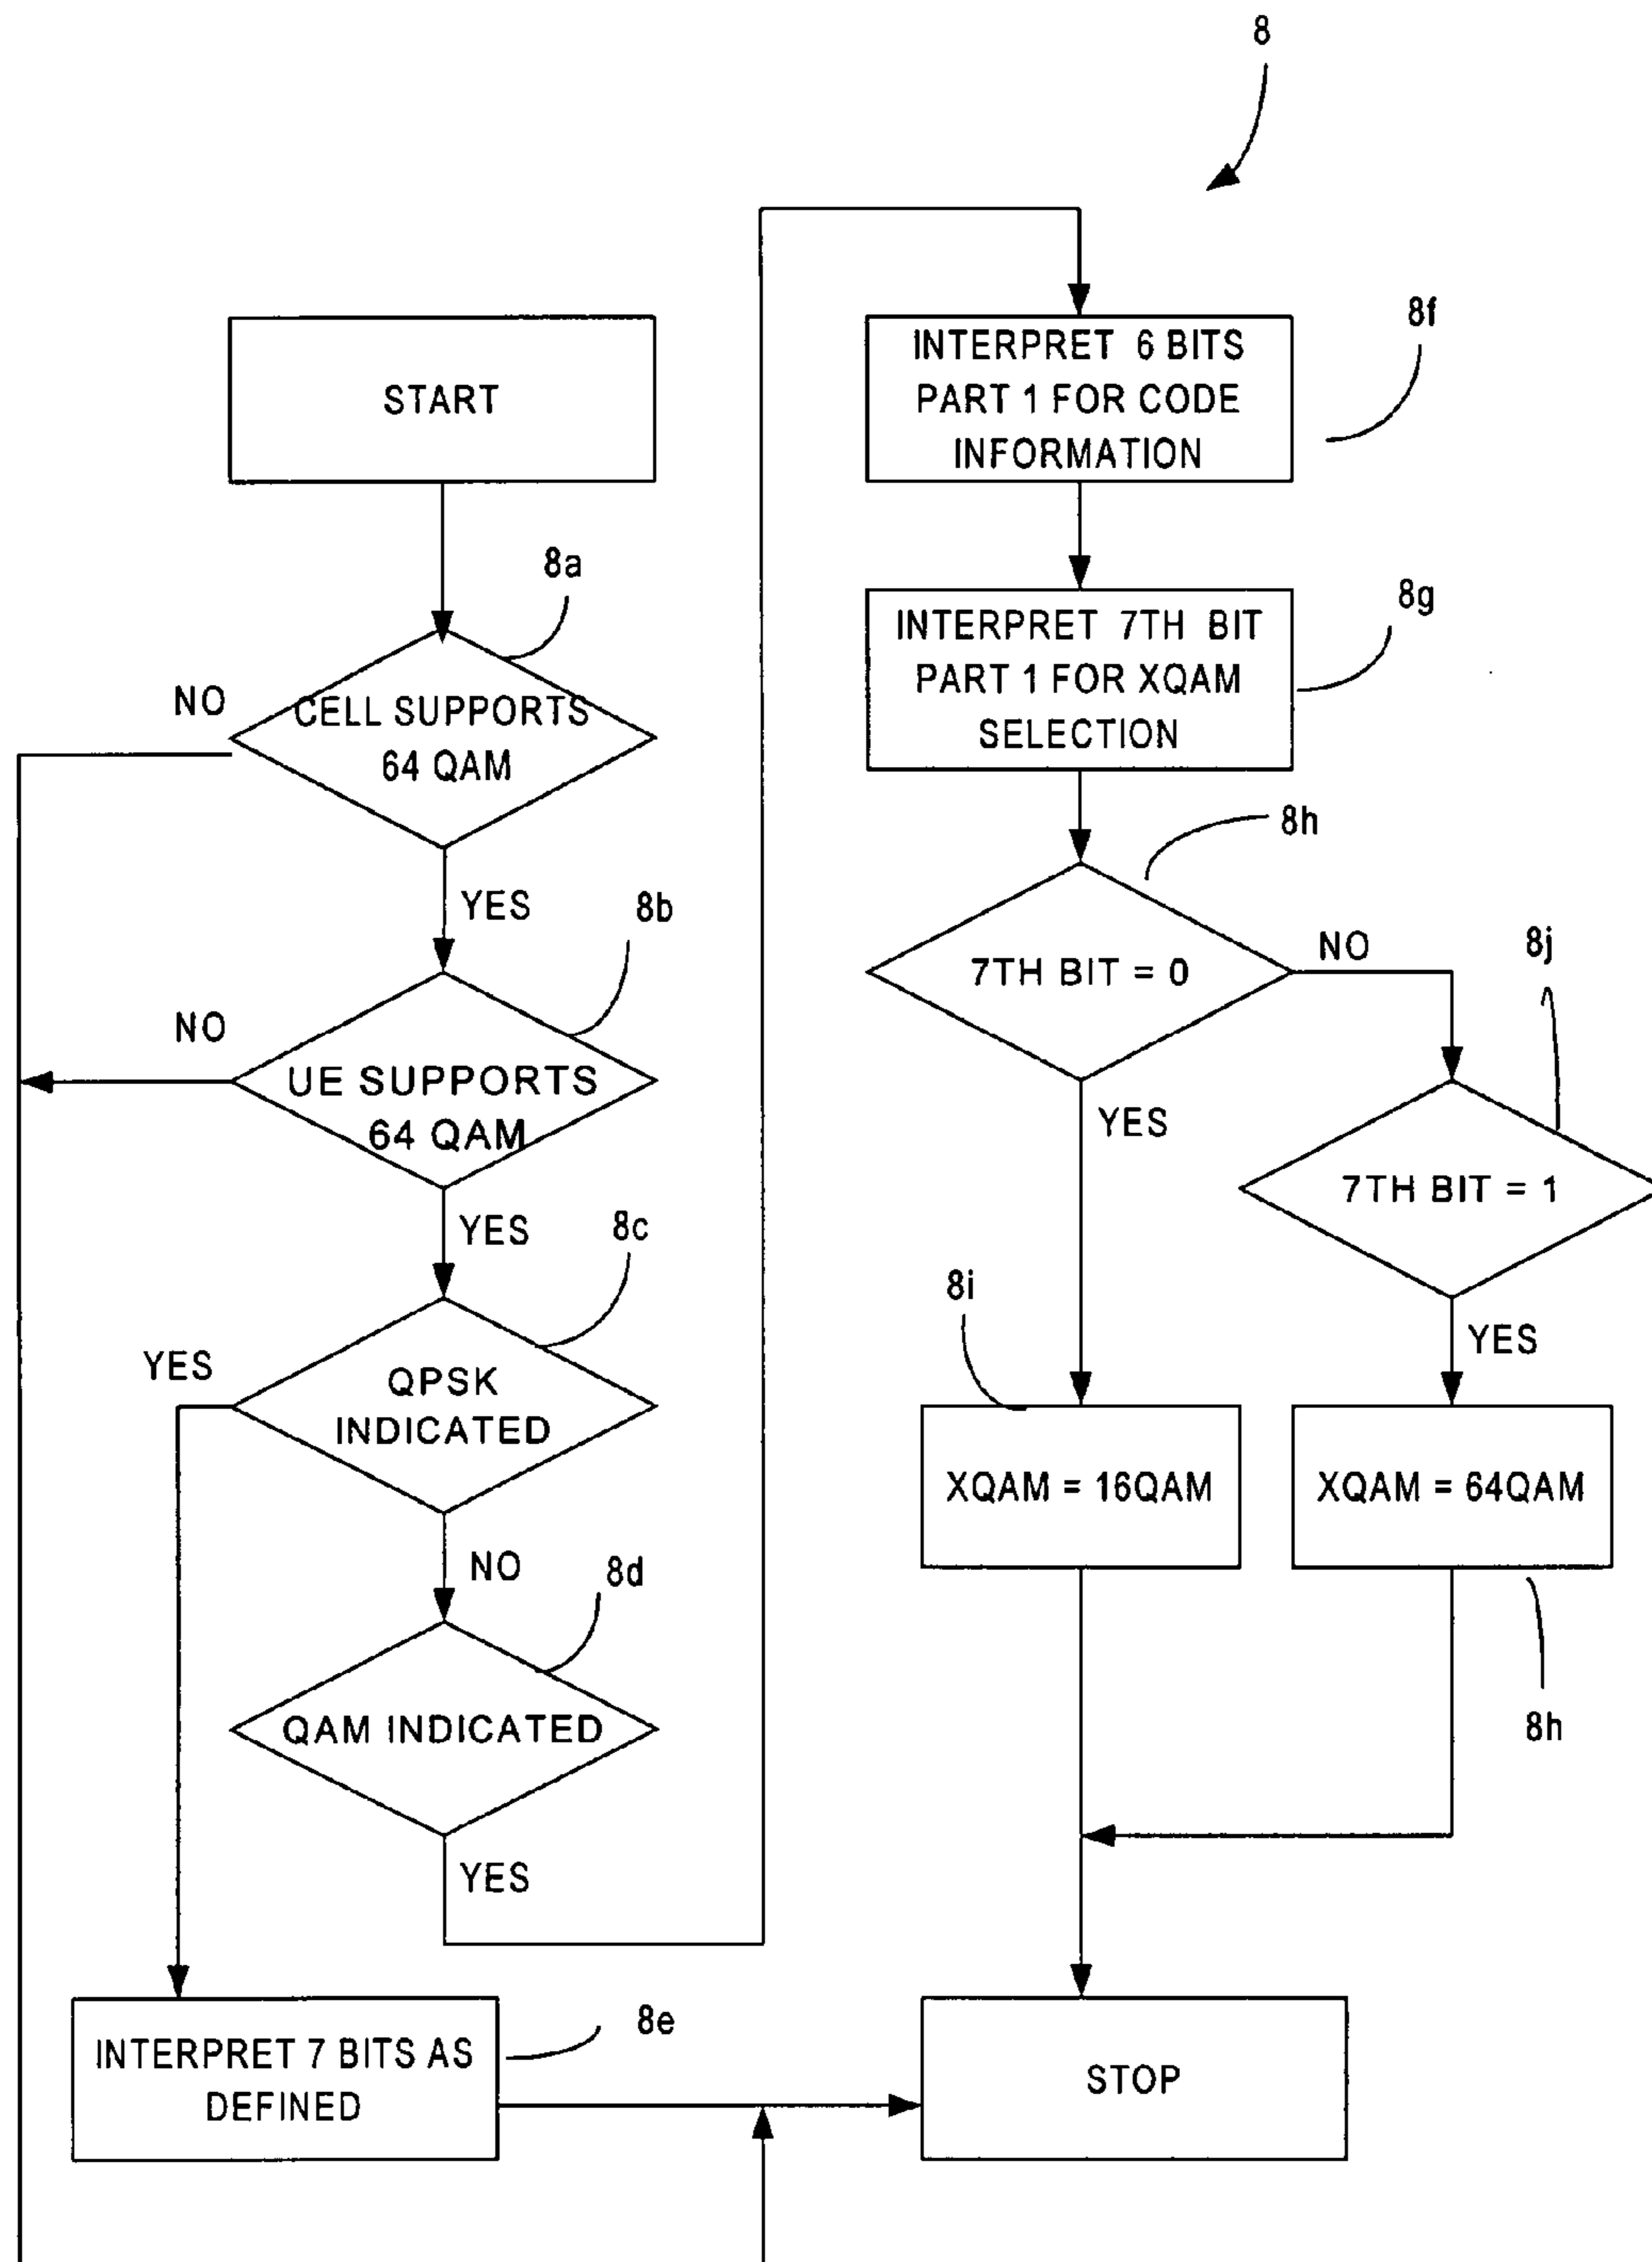 8
START
8a
NO
CELL SUPPORTS
64 QAM
YES
8b
NO
UE SUPPORTS
64 QAM
YES
8c
YES
QPSK
INDICATED
NO
8d
QAM INDICATED
YES
INTERPRET 7 BITS AS
DEFINED
8e
INTERPRET 6 BITS
PART 1 FOR CODE
INFORMATION
8f
INTERPRET 7TH BIT
PART 1 FOR XQAM
SELECTION
8g
8h
7TH BIT = 0
NO
8j
YES
7TH BIT = 1
8i
YES
XQAM = 16QAM
XQAM = 64QAM
8h
STOP